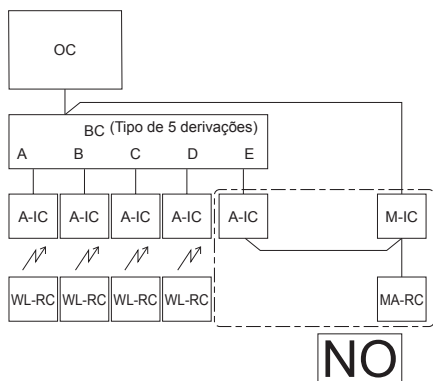 OC
BC (Tipo de 5 derivações)
A B C D E
A-IC A-IC A-IC A-IC A-IC M-IC
WL-RC WL-RC WL-RC WL-RC MA-RC
NO